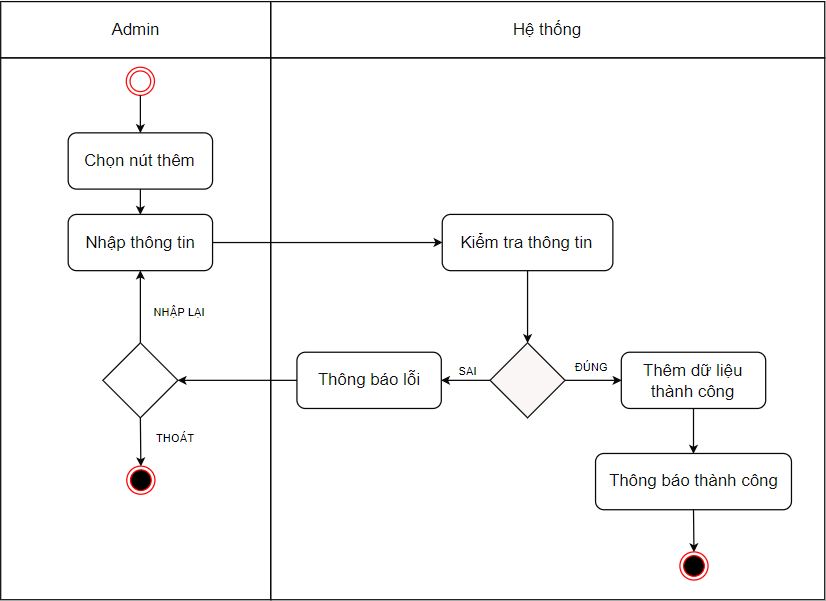 Admin
Hệ thống
Chọn nút thêm
Nhập thông tin
Kiểm tra thông tin
NHẬP LẠI
Thông báo lỗi
SAI
ĐÚNG
Thêm dữ liệu
thành công
THOÁT
Thông báo thành công